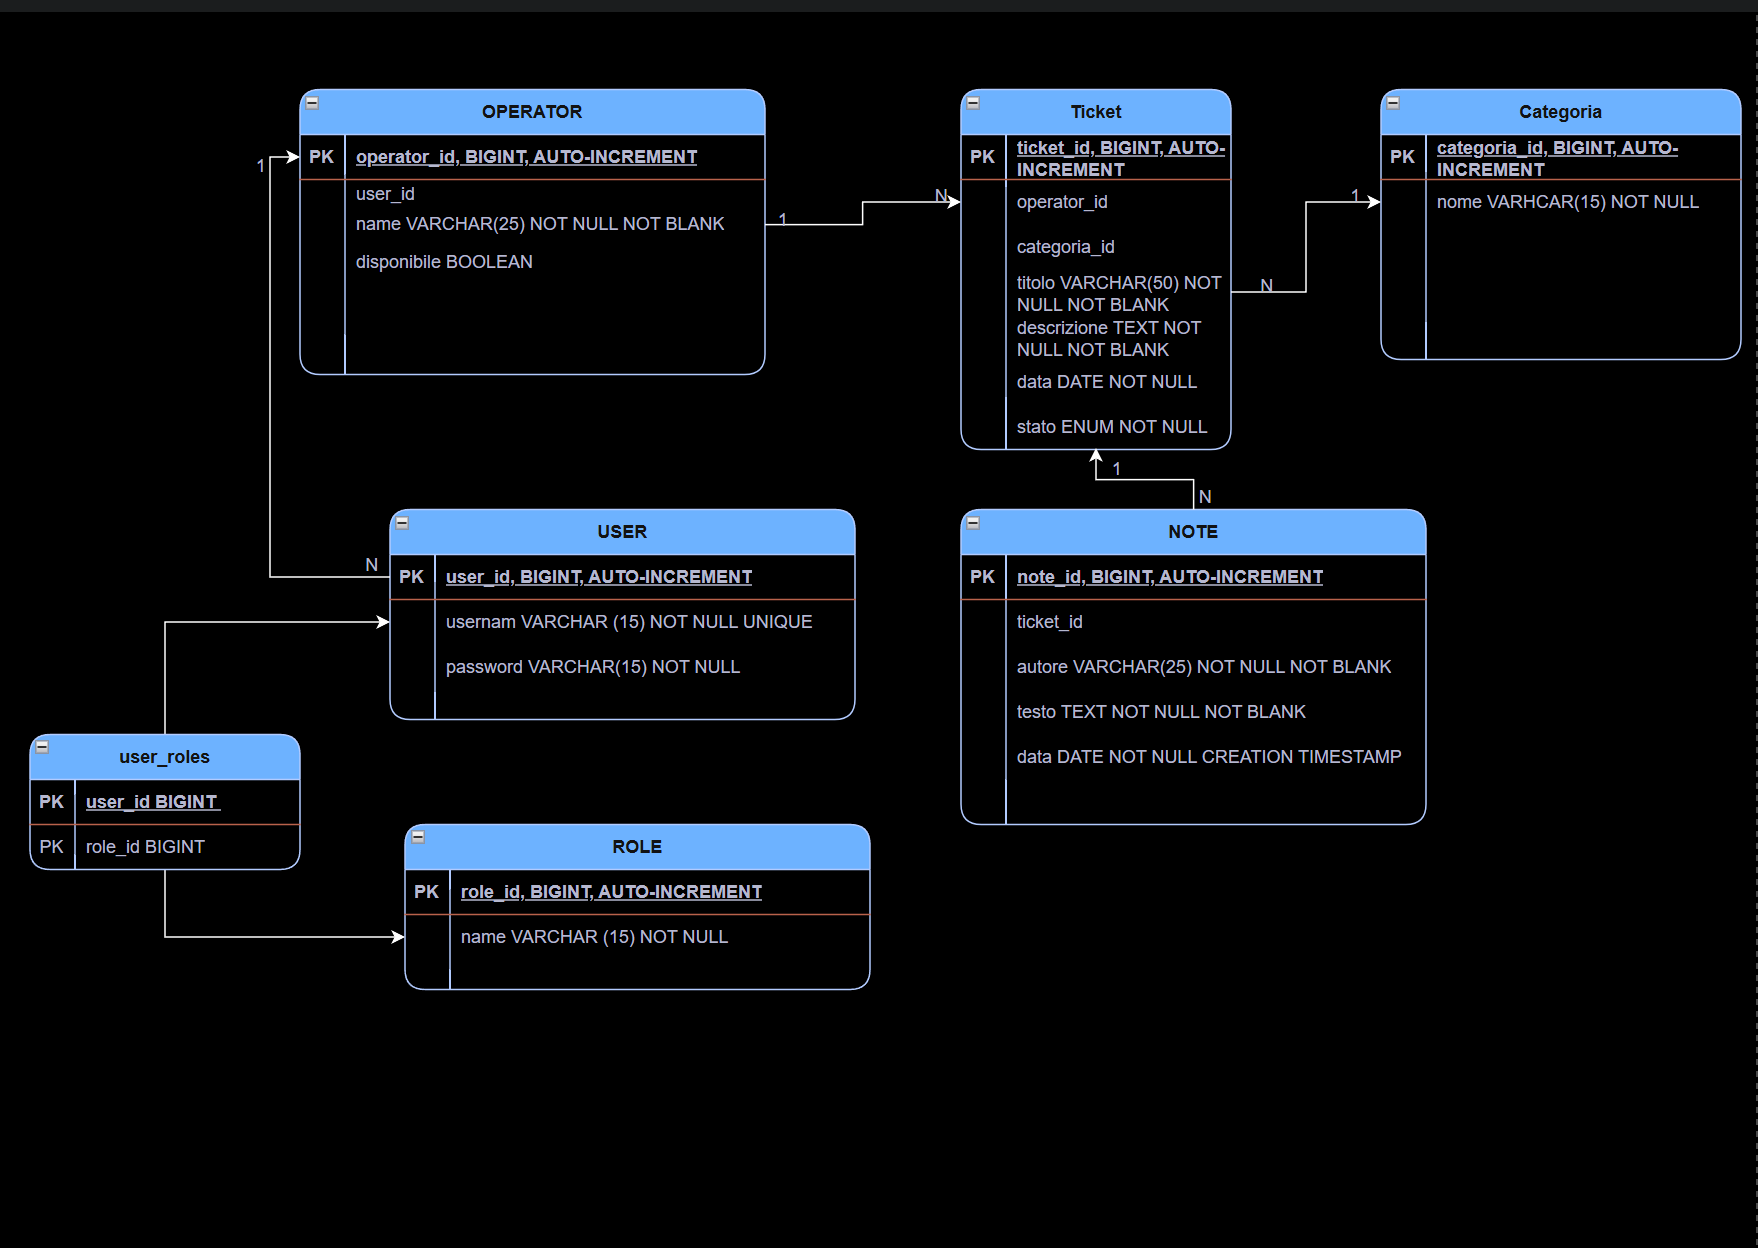 OPERATOR
PK
operator_id, BIGINT, AUTO-INCREMENT
user_id
name VARCHAR(25) NOT NULL NOT BLANK
disponibile BOOLEAN
1
1
N
Ticket
PK
ticket_id, BIGINT, AUTO-
INCREMENT
operator_id
categoria_id
titolo VARCHAR(50) NOT
NULL NOT BLANK
descrizione TEXT NOT
NULL NOT BLANK
data DATE NOT NULL
stato ENUM NOT NULL
N
1
Categoria
PK
categoria_id, BIGINT, AUTO-
INCREMENT
nome VARHCAR(15) NOT NULL
1
N
N
USER
PK
user_id, BIGINT, AUTO-INCREMENT
usernam VARCHAR (15) NOT NULL UNIQUE
password VARCHAR(15) NOT NULL
NOTE
PK
note_id, BIGINT, AUTO-INCREMENT
ticket_id
autore VARCHAR(25) NOT NULL NOT BLANK
testo TEXT NOT NULL NOT BLANK
data DATE NOT NULL CREATION TIMESTAMP
user_roles
PK
user_id BIGINT
PK
role_id BIGINT
ROLE
PK
role_id, BIGINT, AUTO-INCREMENT
name VARCHAR (15) NOT NULL